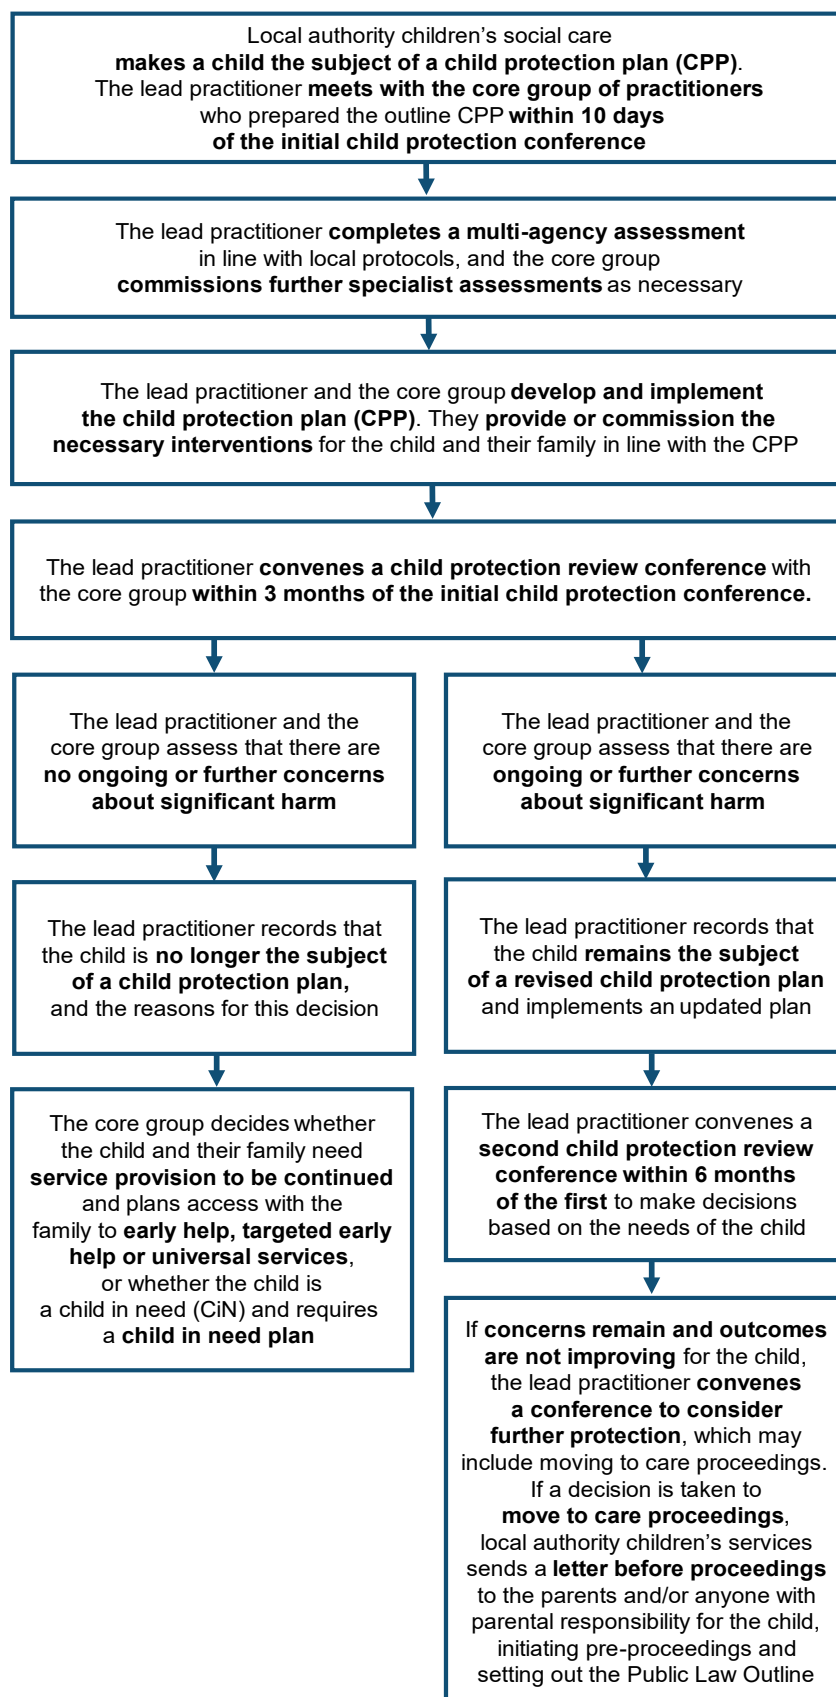 Local authority children’s social care
makes a child the subject of a child protection plan (CPP).
The lead practitioner meets with the core group of practitioners
who prepared the outline CPP within 10 days
of the initial child protection conference
The lead practitioner completes a multi-agency assessment
in line with local protocols, and the core group
commissions further specialist assessments as necessary
The lead practitioner and the core group develop and implement
the child protection plan (CPP). They provide or commission the
necessary interventions for the child and their family in line with the CPP
The lead practitioner convenes a child protection review conference with
the core group within 3 months of the initial child protection conference.
The lead practitioner and the
core group assess that there are
no ongoing or further concerns
about significant harm
The lead practitioner records that
the child is no longer the subject
of a child protection plan,
and the reasons for this decision
The core group decides whether
the child and their family need
service provision to be continued
and plans access with the
family to early help, targeted early
help or universal services,
or whether the child is
a child in need (CiN) and requires
a child in need plan
The lead practitioner and the
core group assess that there are
ongoing or further concerns
about significant harm
The lead practitioner records that
the child remains the subject
of a revised child protection plan
and implements an updated plan
The lead practitioner convenes a
second child protection review
conference within 6 months
of the first to make decisions
based on the needs of the child
If concerns remain and outcomes
are not improving for the child,
the lead practitioner convenes
a conference to consider
further protection, which may
include moving to care proceedings.
If a decision is taken to
move to care proceedings,
local authority children’s services
sends a letter before proceedings
to the parents and/or anyone with
parental responsibility for the child,
initiating pre-proceedings and
setting out the Public Law Outline